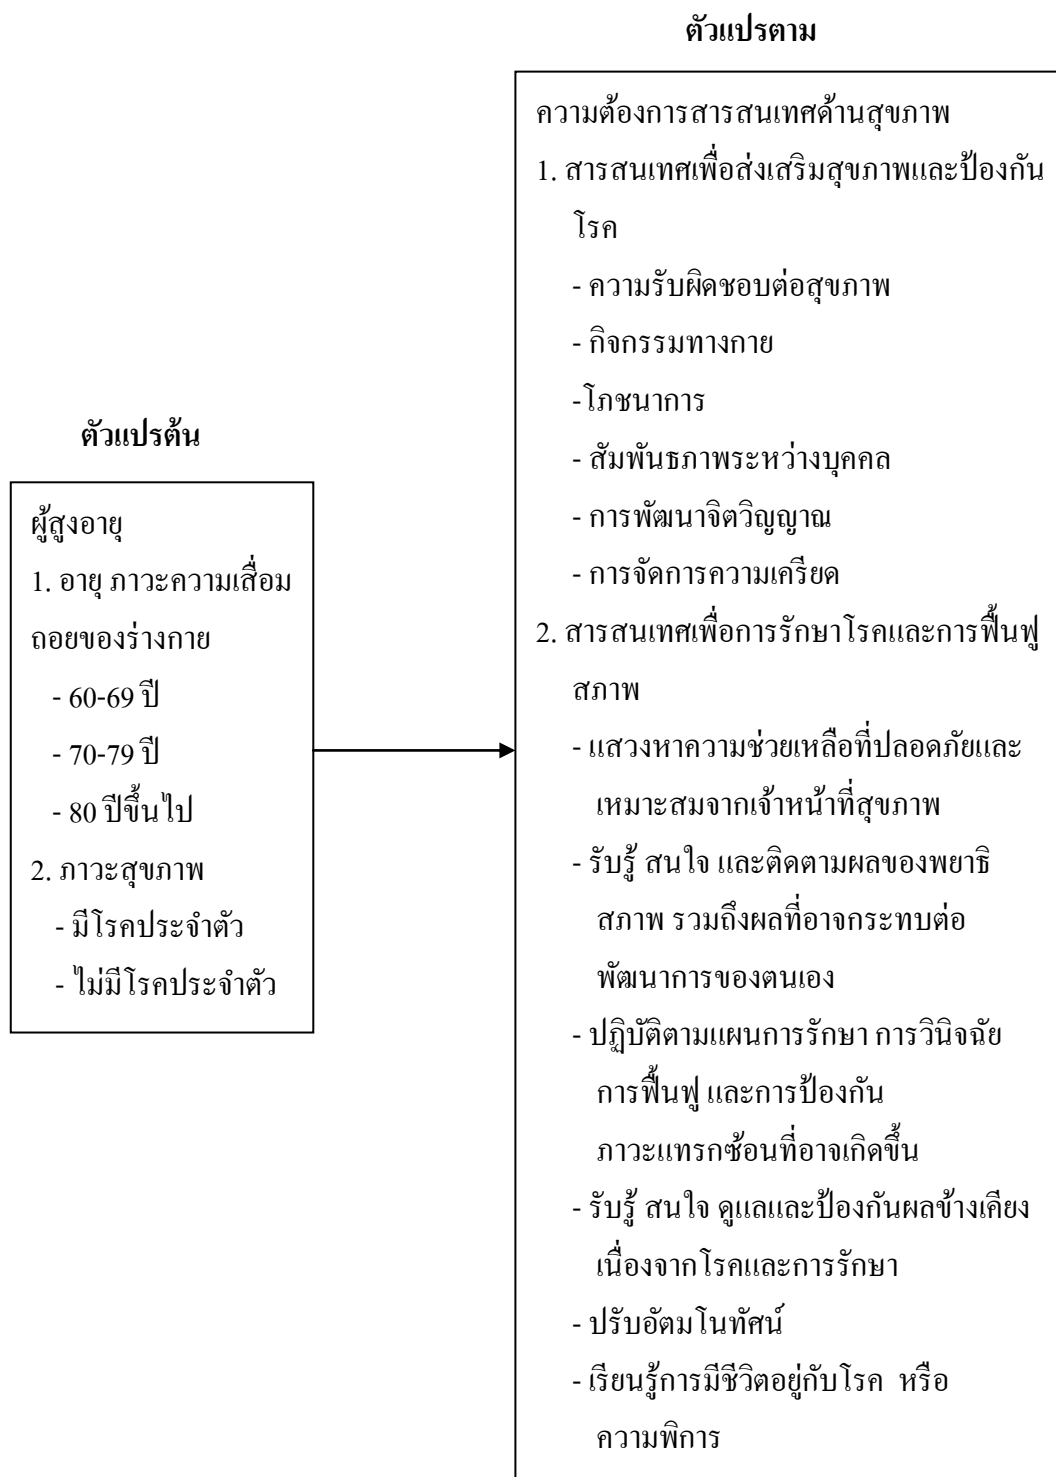 ตัวแปรตาม
ความต้องการสารสนเทศด้านสุขภาพ
1. สารสนเทศเพื่อส่งเสริมสุขภาพและป้องกัน
โรค
- ความรับผิดชอบต่อสุขภาพ
- กิจกรรมทางกาย
-โภชนาการ
- สัมพันธภาพระหว่างบุคคล
- การพัฒนาจิตวิญญาณ
- การจัดการความเครียด
2. สารสนเทศเพื่อการรักษาโรคและการฟื้นฟู
สภาพ
- แสวงหาความช่วยเหลือที่ปลอดภัยและ
เหมาะสมจากเจ้าหน้าที่สุขภาพ
- รับรู้ สนใจ และติดตามผลของพยาธิ
สภาพ รวมถึงผลที่อาจกระทบต่อ
พัฒนาการของตนเอง
- ปฏิบัติตามแผนการรักษา การวินิจฉัย
การฟื้นฟู และการป้องกัน
ภาวะแทรกซ้อนที่อาจเกิดขึ้น
- รับรู้ สนใจ ดูแลและป้องกันผลข้างเคียง
เนื่องจากโรคและการรักษา
- ปรับอัตมโนทัศน์
- เรียนรู้การมีชีวิตอยู่กับโรค หรือ
ความพิการ
ตัวแปรต้น
ผู้สูงอายุ
1. อายุ ภาวะความเสื่อม
ถอยของร่างกาย
- 60-69 ปี
- 70-79 ปี
- 80 ปีขึ้นไป
2. ภาวะสุขภาพ
- มีโรคประจำตัว
- ไม่มีโรคประจำตัว